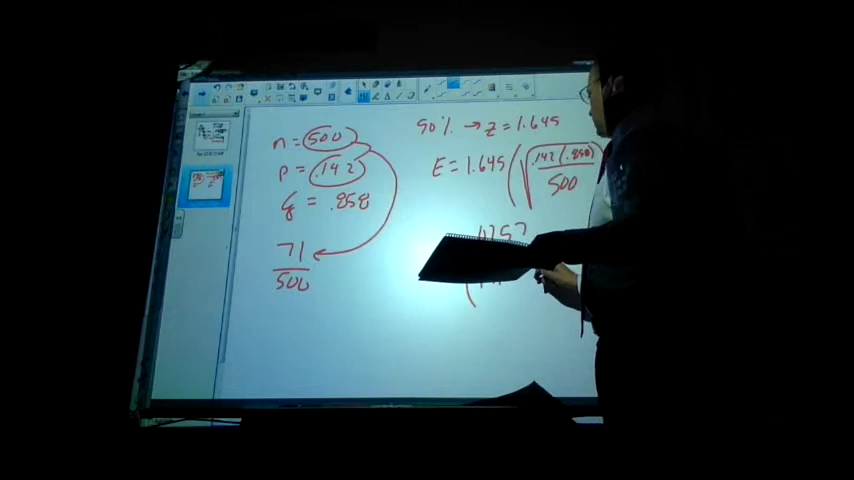 n = 500
p = .142
q = .858
71
500
90% → z = 1.645
E = 1.645 (√.142(.858)
500